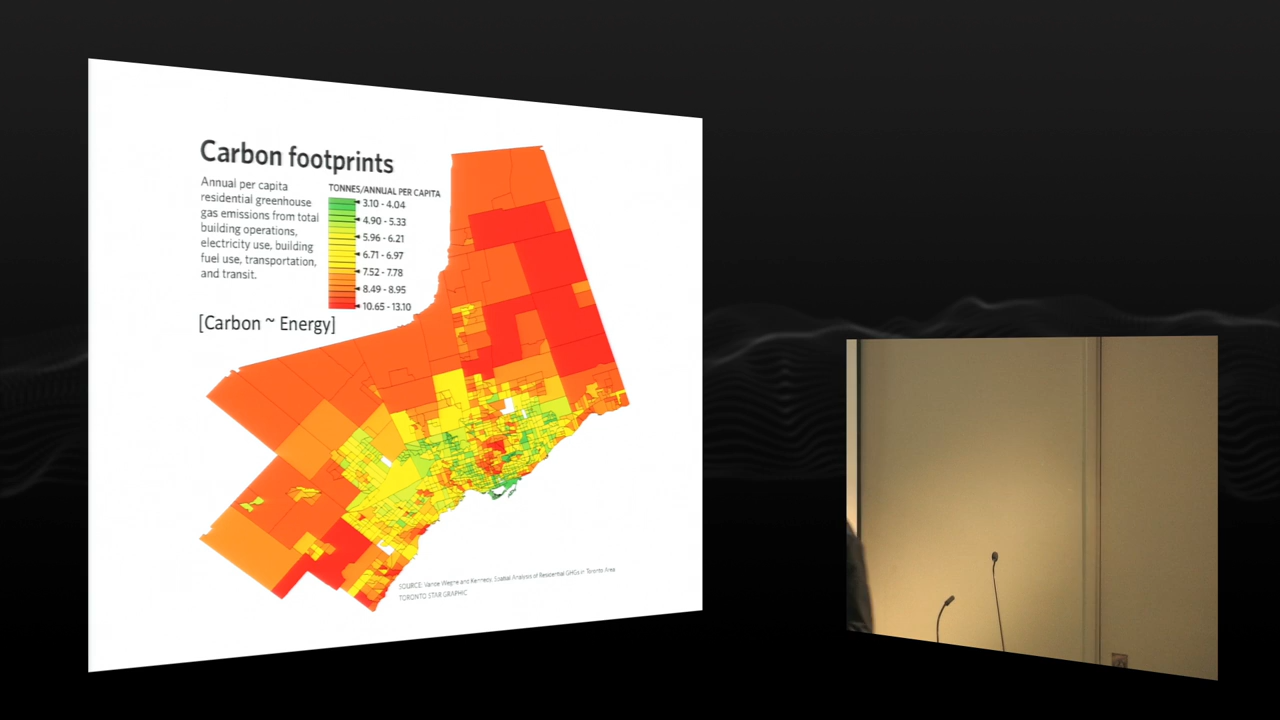 Carbon footprints
Annual per capita
residential greenhouse
gas emissions from total
building operations,
electricity use, building
fuel use, transportation,
and transit.
TONNES/ANNUAL PER CAPITA
3.10 - 4.04
4.90 - 5.33
5.96 - 6.21
6.71 - 6.97
7.52 - 7.78
8.49 - 8.95
10.65 - 13.10
[Carbon ~ Energy]
SOURCE: Vande Weghe and Kennedy, Spatial Analysis of Residential GHGs in Toronto Area
TORONTO STAR GRAPHIC